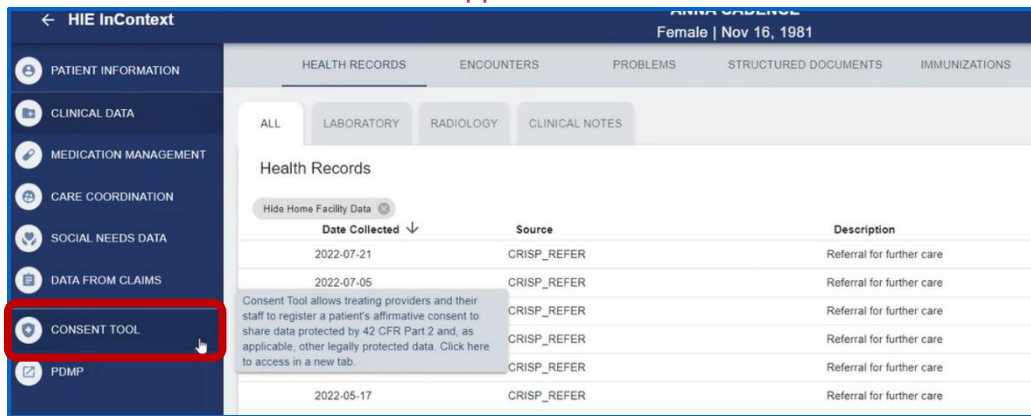 ← HIE InContext
ANNA CADENCE
Female | Nov 16, 1981
PATIENT INFORMATION
CLINICAL DATA
MEDICATION MANAGEMENT
CARE COORDINATION
SOCIAL NEEDS DATA
DATA FROM CLAIMS
CONSENT TOOL
PDMP
HEALTH RECORDS ENCOUNTERS PROBLEMS STRUCTURED DOCUMENTS IMMUNIZATIONS
ALL LABORATORY RADIOLOGY CLINICAL NOTES
Health Records
Hide Home Facility Data
Date Collected ↓ Source Description
2022-07-21 CRISP_REFER Referral for further care
2022-07-05 CRISP_REFER Referral for further care
CRISP_REFER Referral for further care
CRISP_REFER Referral for further care
CRISP_REFER Referral for further care
2022-05-17 CRISP_REFER Referral for further care
Consent Tool allows treating providers and their
staff to register a patient's affirmative consent to
share data protected by 42 CFR Part 2 and, as
applicable, other legally protected data. Click here
to access in a new tab.